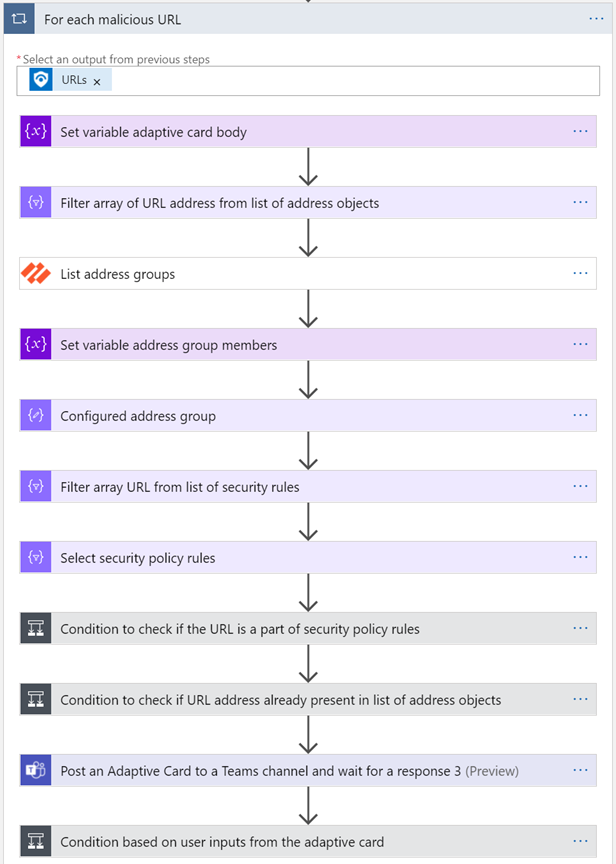 For each malicious URL
* Select an output from previous steps
URLs ×
{x} Set variable adaptive card body
Filter array of URL address from list of address objects
List address groups
{x} Set variable address group members
Configured address group
Filter array URL from list of security rules
Select security policy rules
Condition to check if the URL is a part of security policy rules
Condition to check if URL address already present in list of address objects
Post an Adaptive Card to a Teams channel and wait for a response 3 (Preview)
Condition based on user inputs from the adaptive card